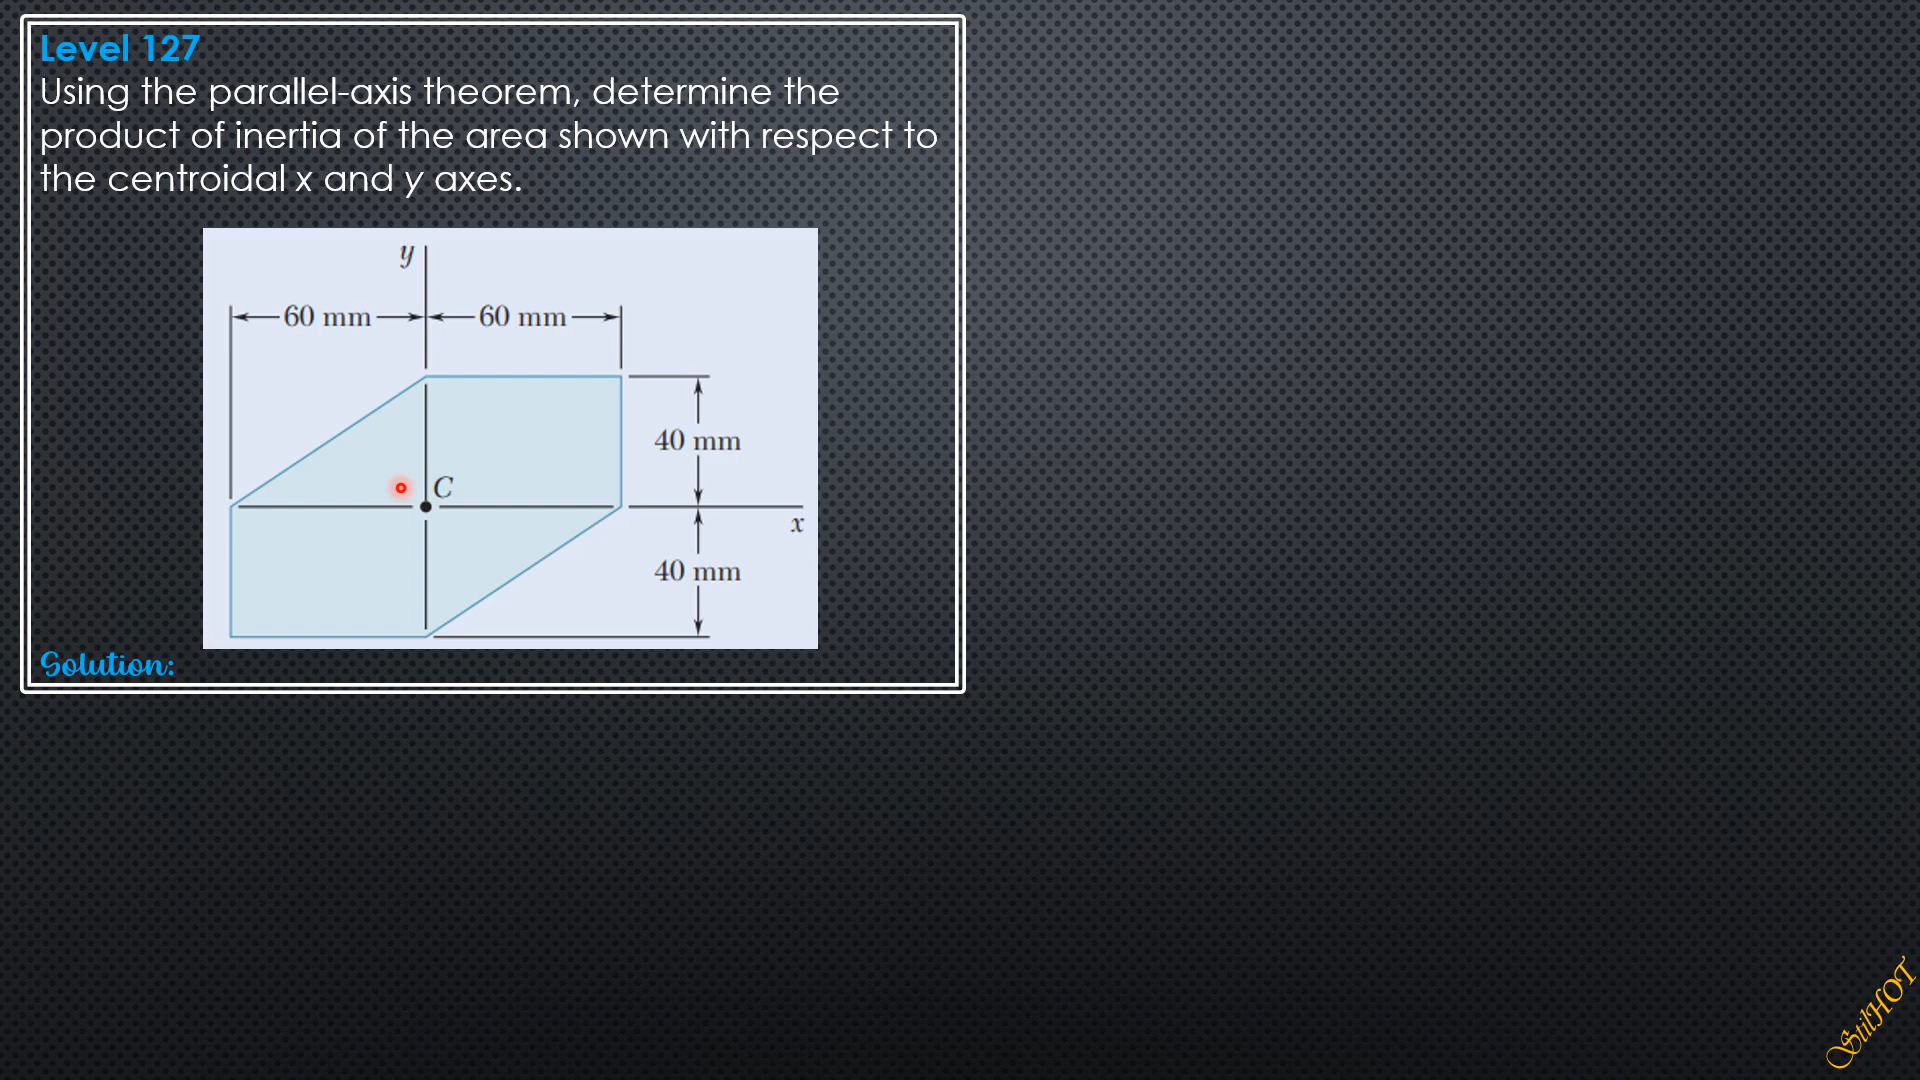 Level 127
Using the parallel-axis theorem, determine the
product of inertia of the area shown with respect to
the centroidal x and y axes.
y
60 mm 60 mm
40 mm
C
x
40 mm
Solution:
StilHOT